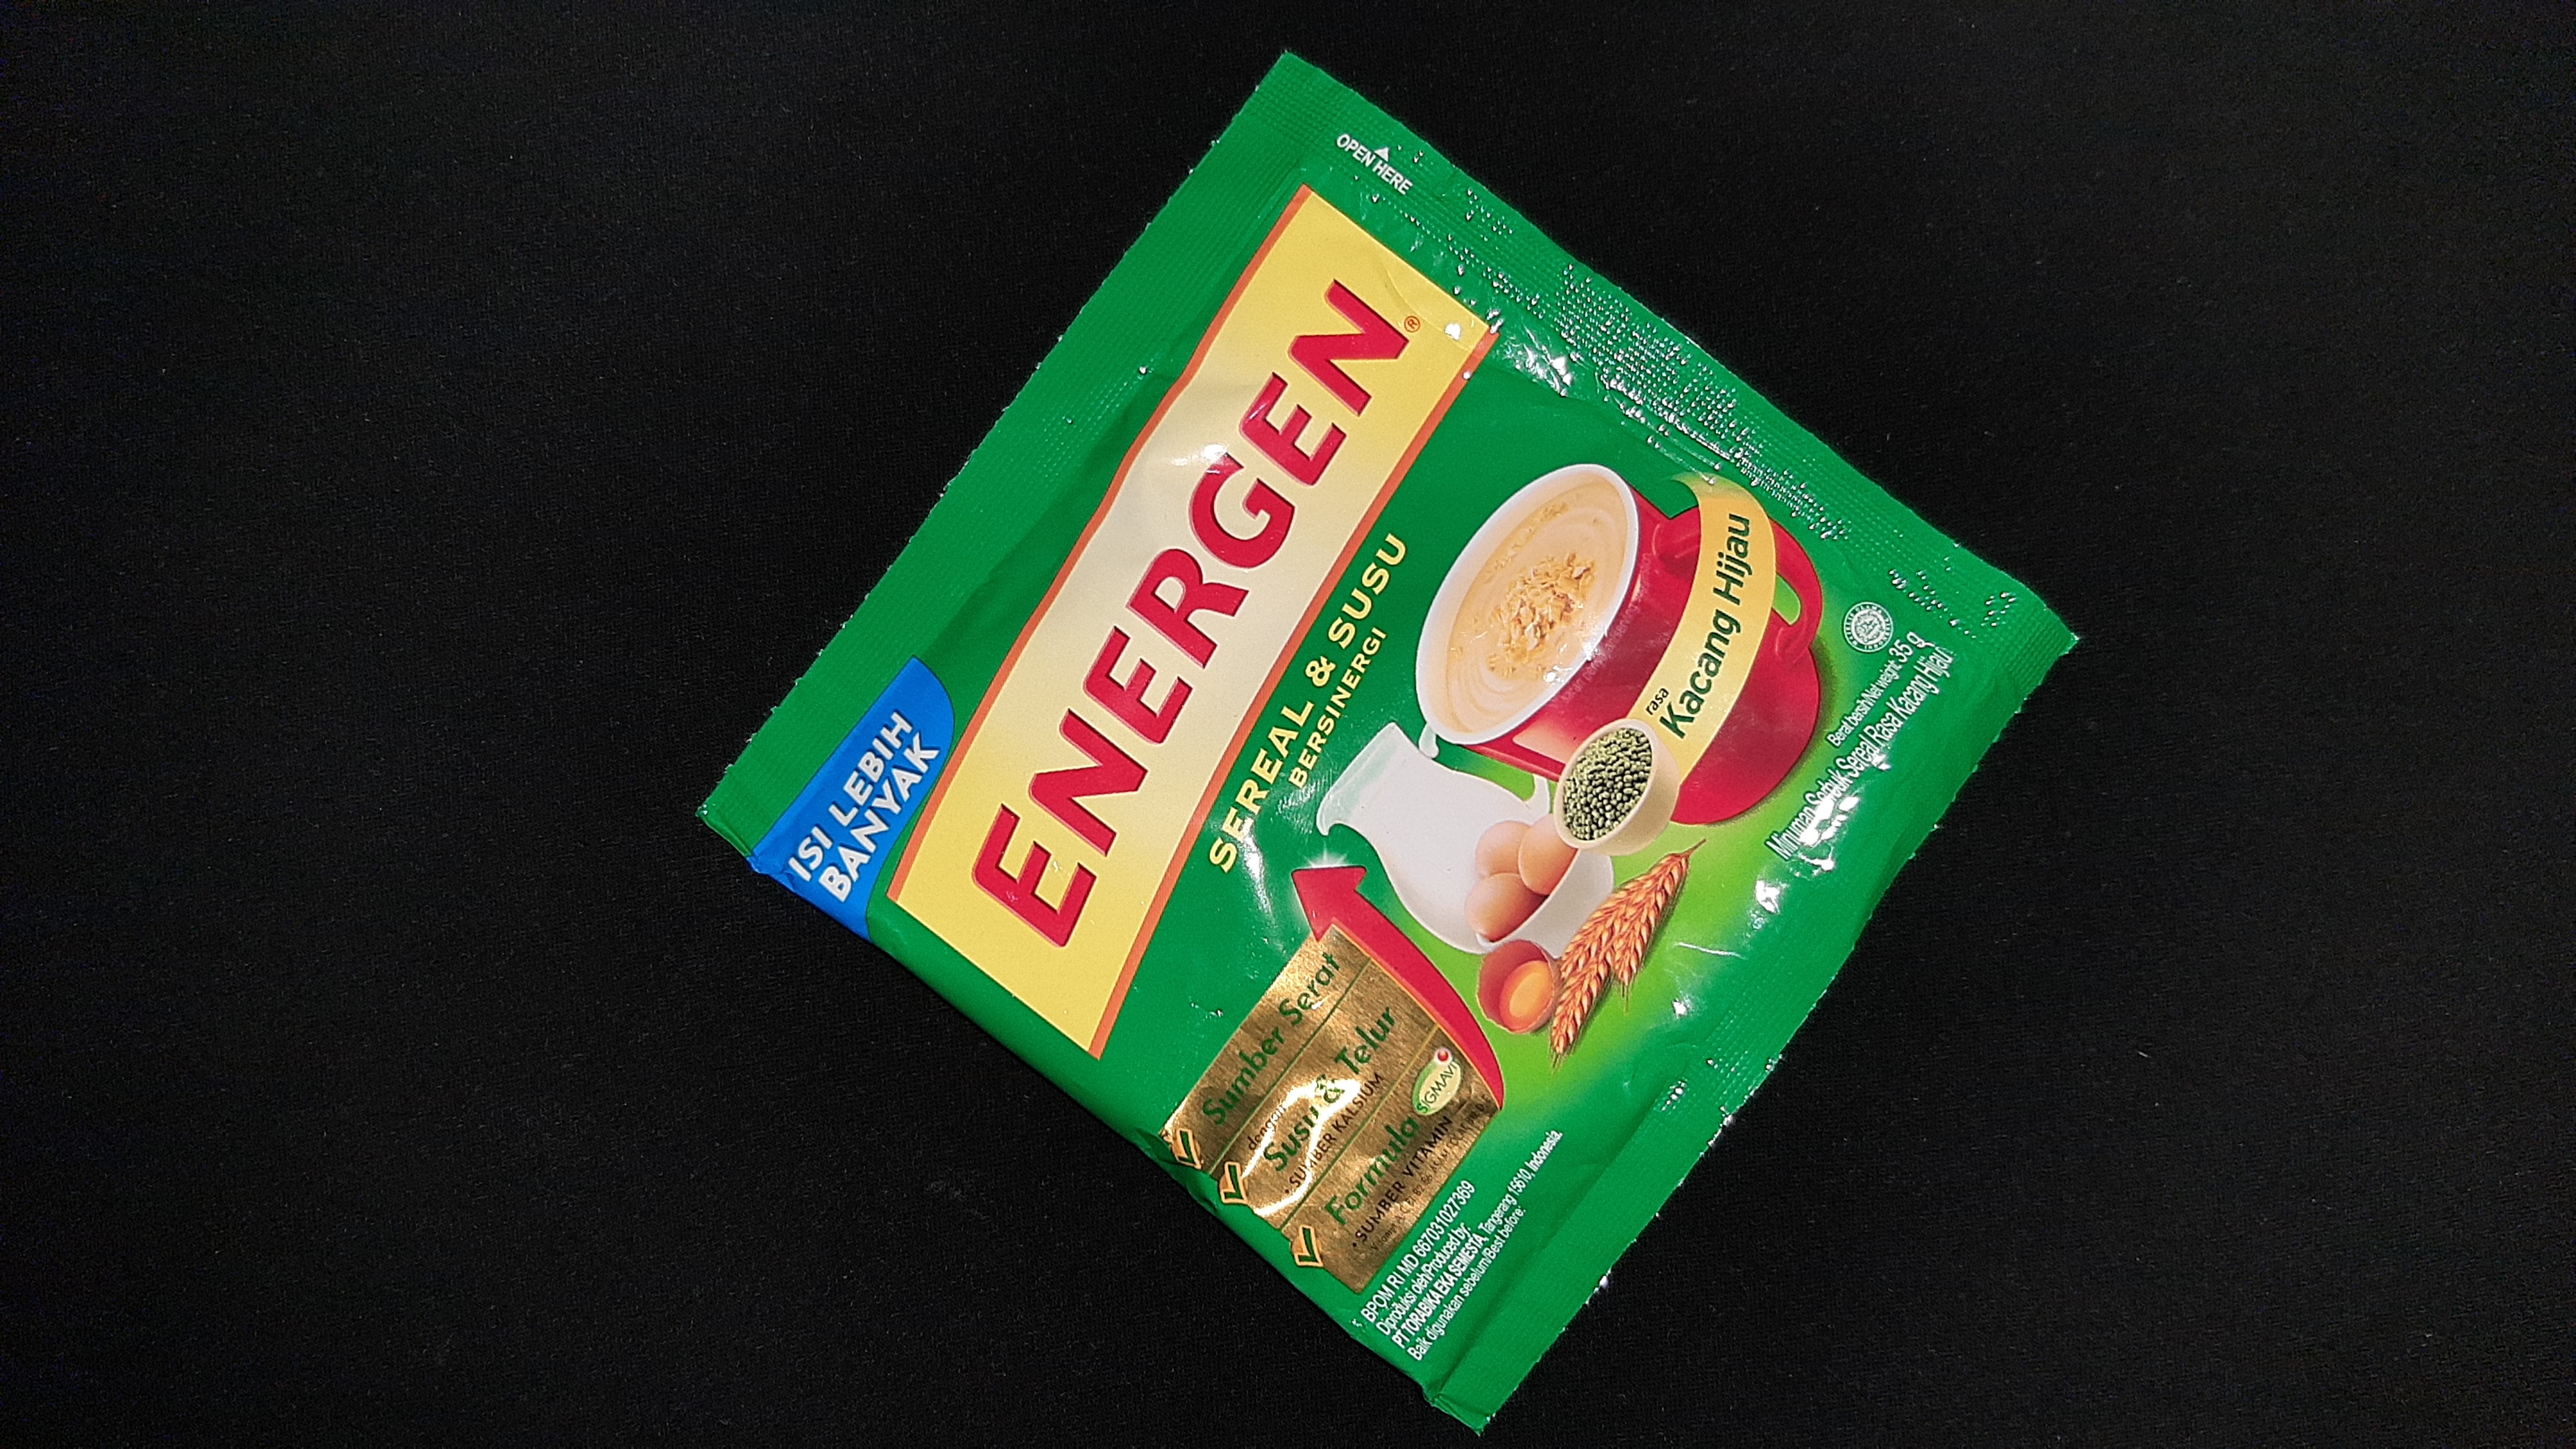 ISI LEBIH
BANYAK
ENERGEN
®
SEREAL & SUSU
BERSINERGI
OPEN HERE
Sumber Serat
dengan
Susu & Telur
• SUMBER KALSIUM
Formula
SIGMAVIT
• SUMBER VITAMIN
BPOM RI MD 667031027369
Diproduksi oleh/Produced by:
PT TORABIKA EKA SEMESTA, Tangerang 15610, Indonesia.
Baik digunakan sebelum/Best before:
rasa
Kacang Hijau
Berat bersih/Net weight: 35 g
Minuman Serbuk Sereal Rasa Kacang Hijau